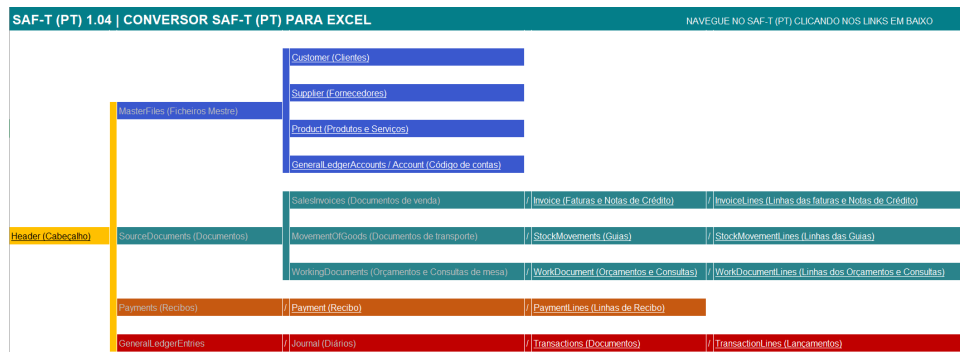 SAF-T (PT) 1.04 | CONVERSOR SAF-T (PT) PARA EXCEL NAVEGUE NO SAF-T (PT) CLICANDO NOS LINKS EM BAIXO
Customer (Clientes)
Supplier (Fornecedores)
MasterFiles (Ficheiros Mestre)
Product (Produtos e Serviços)
GeneralLedgerAccounts / Account (Código de contas)
SalesInvoices (Documentos de venda) / Invoice (Faturas e Notas de Crédito) / InvoiceLines (Linhas das faturas e Notas de Crédito)
Header (Cabeçalho) SourceDocuments (Documentos) MovementOfGoods (Documentos de transporte) / StockMovements (Guias) / StockMovementLines (Linhas das Guias)
WorkingDocuments (Orçamentos e Consultas de mesa) / WorkDocument (Orçamentos e Consultas) / WorkDocumentLines (Linhas dos Orçamentos e Consultas)
Payments (Recibos) / Payment (Recibo) / PaymentLines (Linhas de Recibo)
GeneralLedgerEntries / Journal (Diários) / Transactions (Documentos) / TransactionLines (Lançamentos)